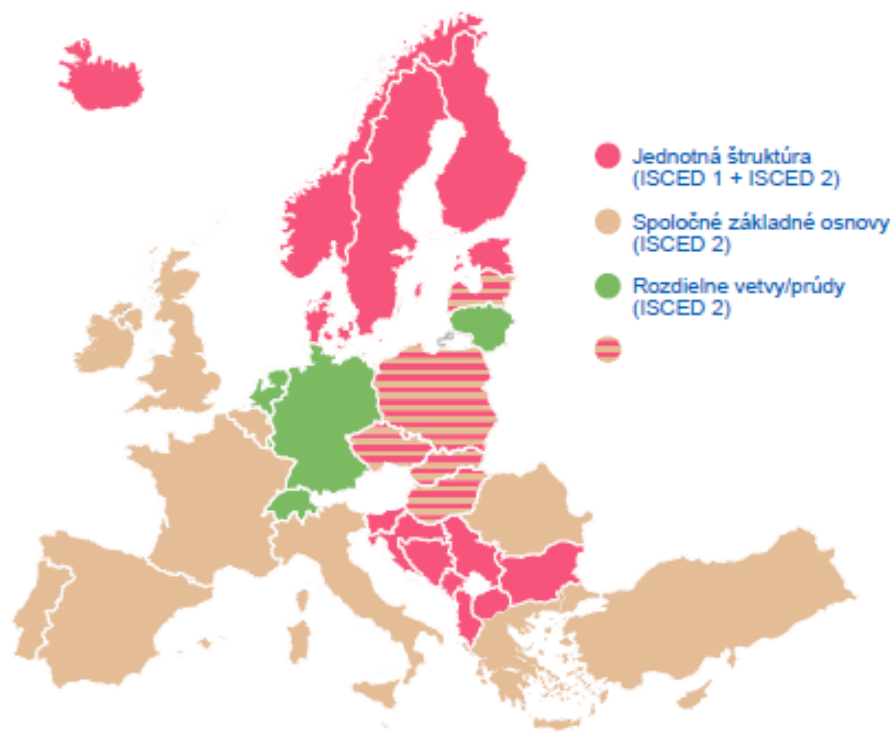 Jednotná štruktúra
(ISCED 1 + ISCED 2)
Spoločné základné osnovy
(ISCED 2)
Rozdielne vetvy/prúdy
(ISCED 2)